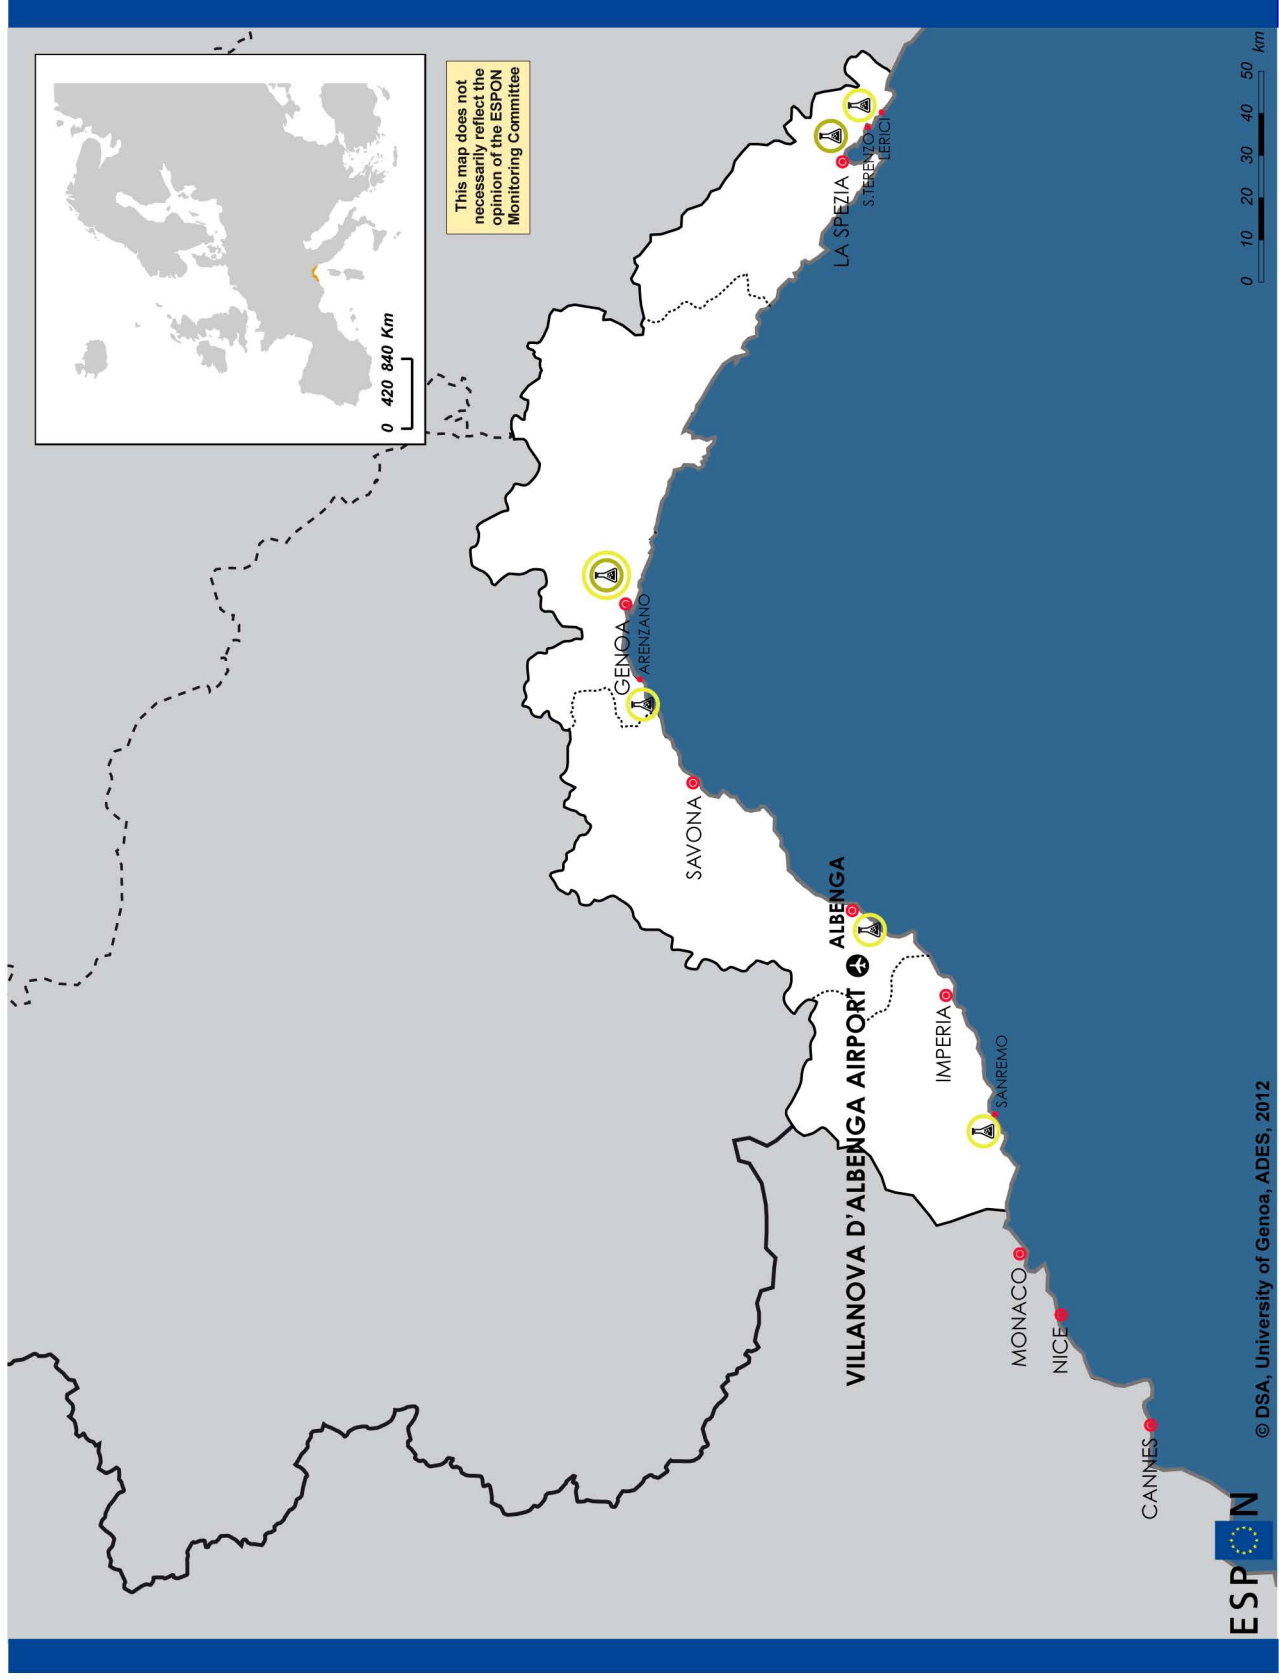 0 420 840 Km
This map does not
necessarily reflect the
opinion of the ESPON
Monitoring Committee
GENOA
ARENZANO
SAVONA
ALBENGA
VILLANOVA D'ALBENGA AIRPORT
IMPERIA
SANREMO
MONACO
NICE
CANNES
LA SPEZIA
S.TERENZO
LERICI
ESPON
© DSA, University of Genoa, ADES, 2012
0 10 20 30 40 50 km